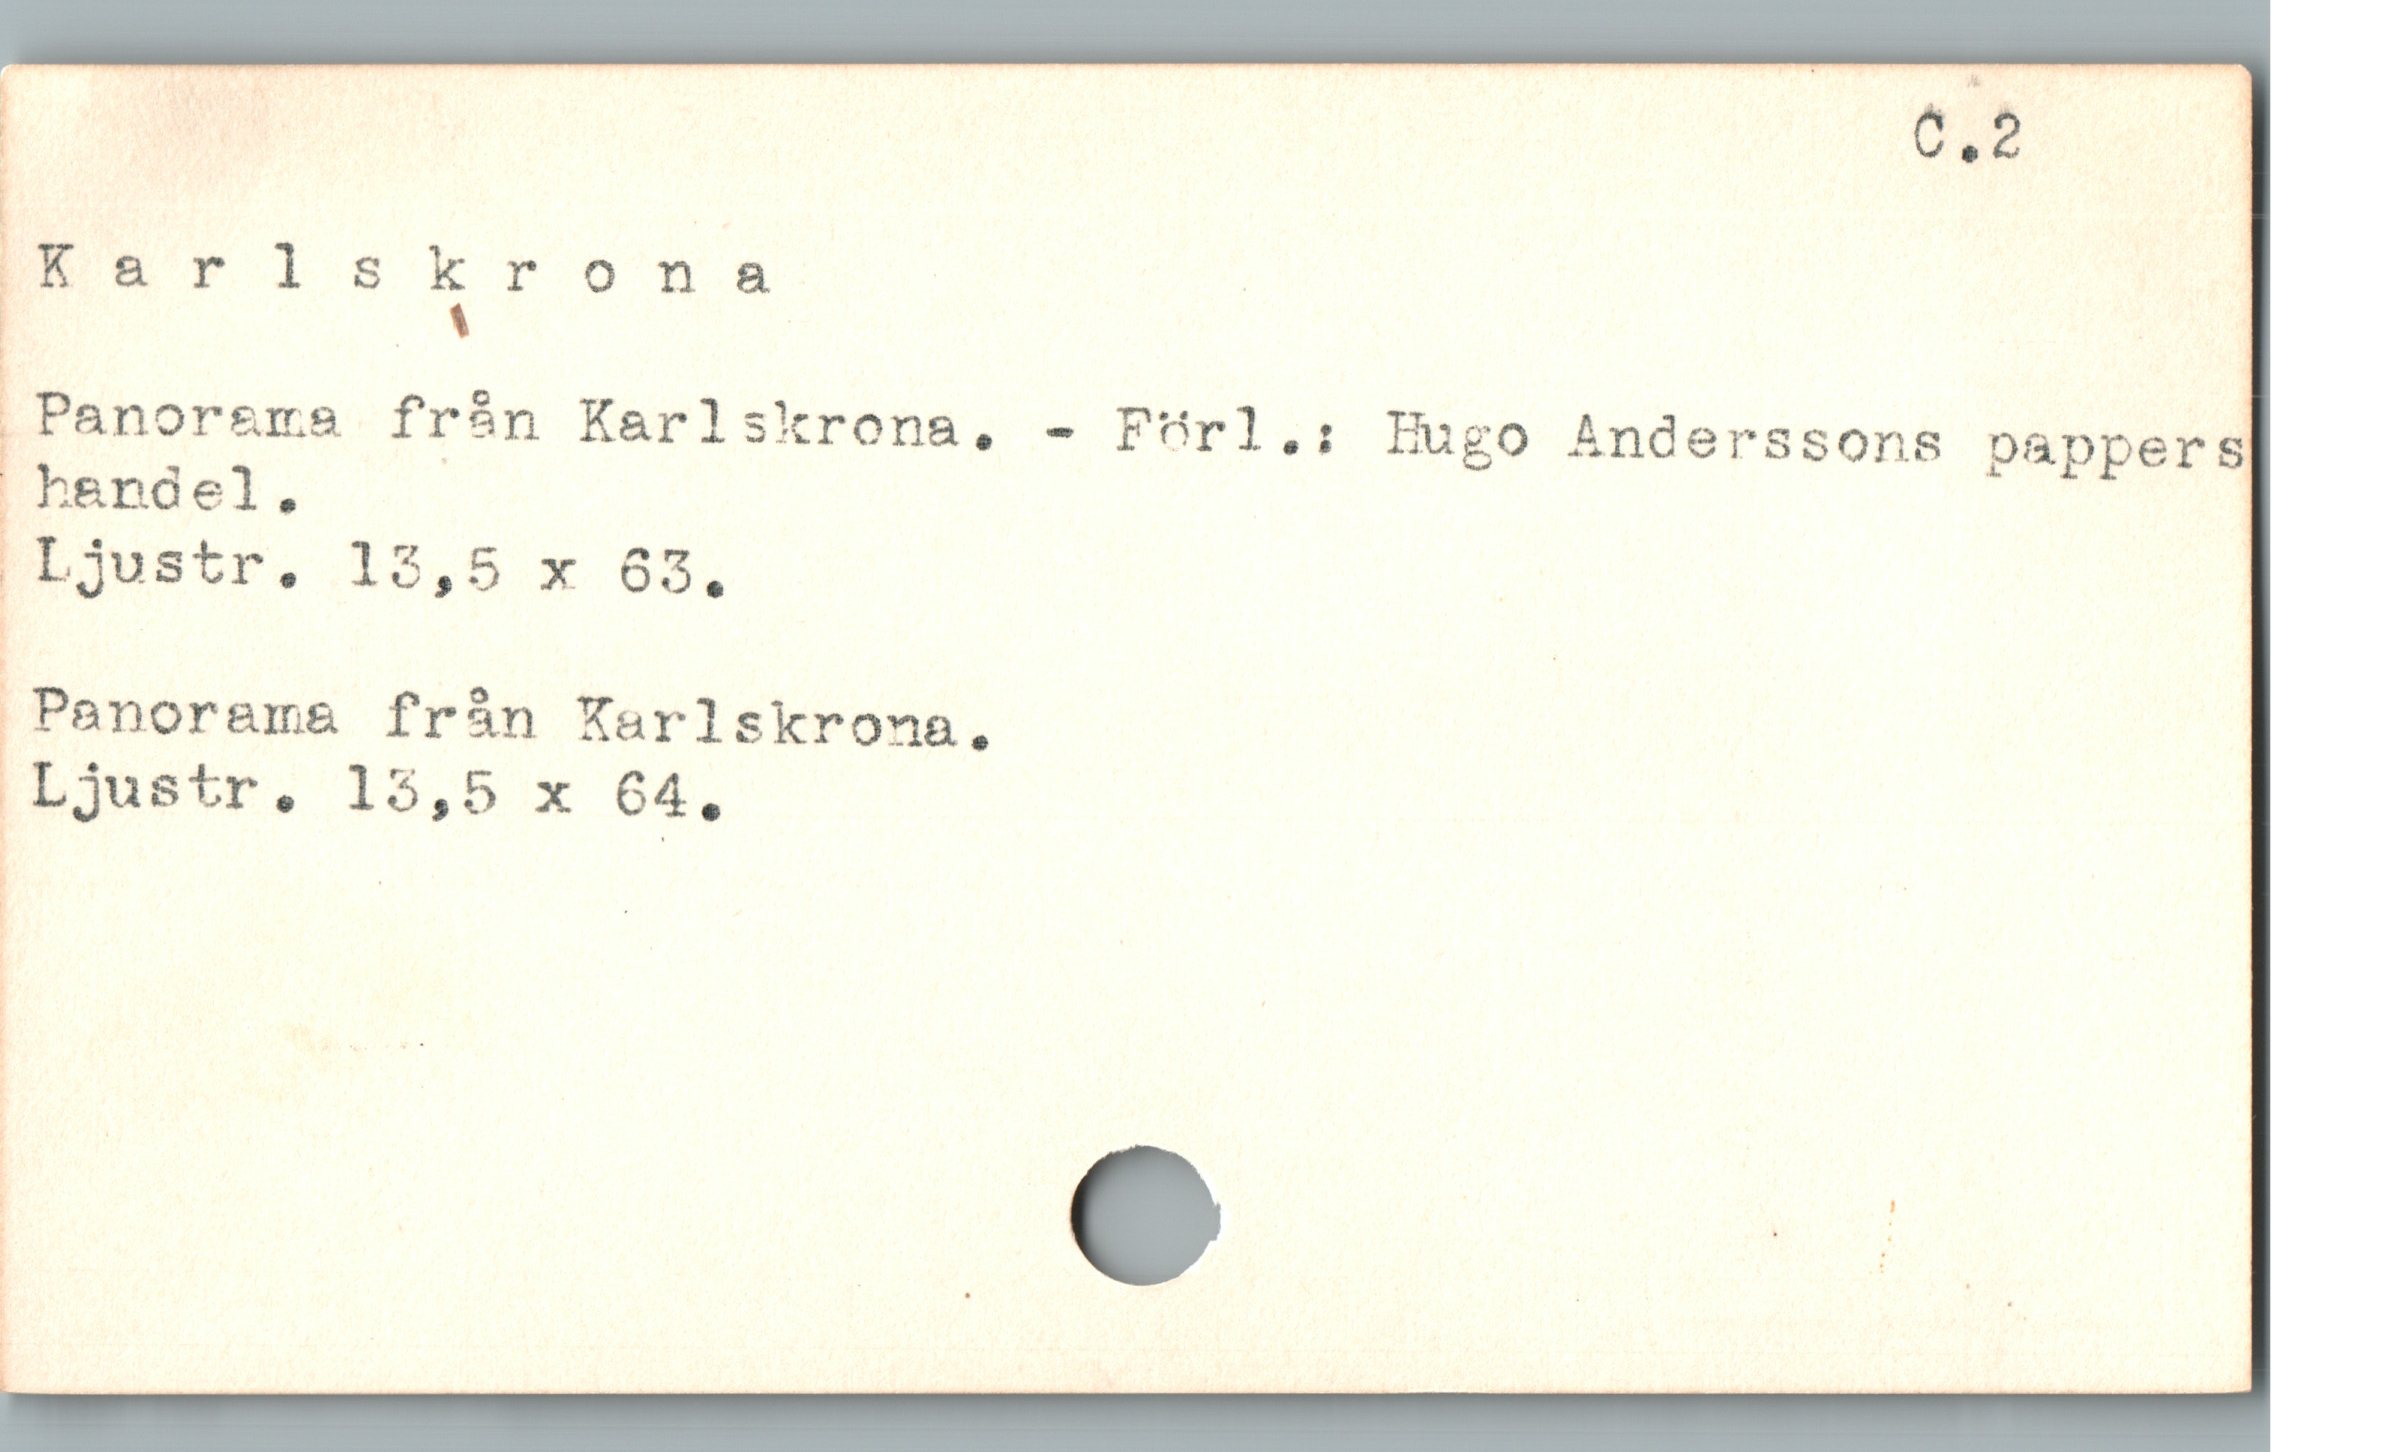 C.2
K a r l s k r o n a
Panorama från Karlskrona. - Förl.: Hugo Anderssons pappers
handel.
Ljustr. 13,5 x 63.
Panorama från Karlskrona.
Ljustr. 13,5 x 64.